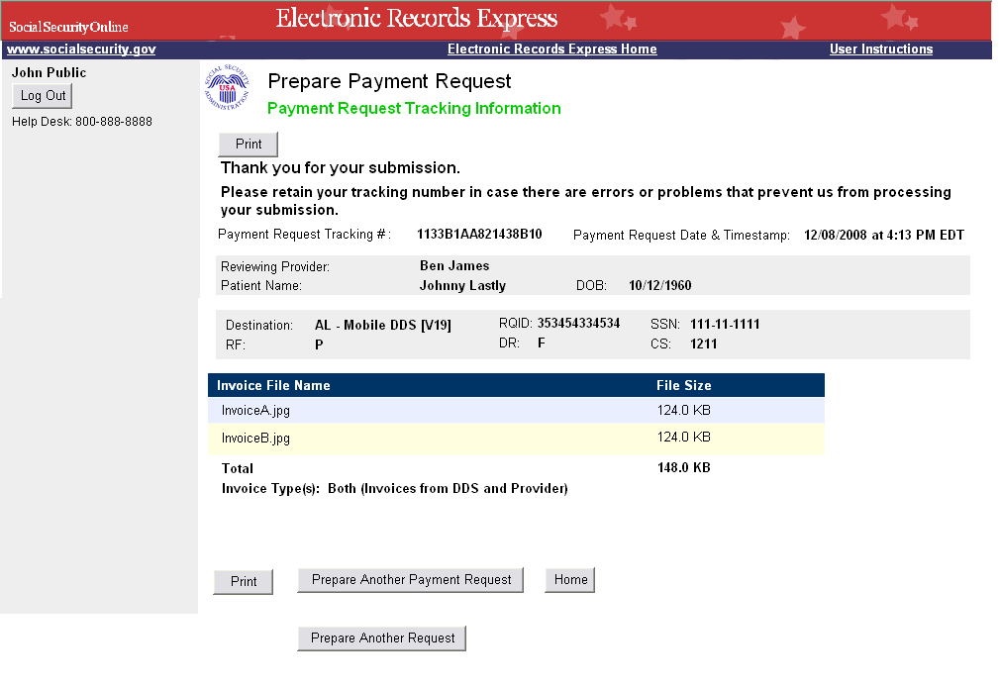 Social Security Online
Electronic Records Express
www.socialsecurity.gov
Electronic Records Express Home
User Instructions
John Public
Log Out
Help Desk: 800-888-8888
SOCIAL SECURITY ADMINISTRATION
USA
Prepare Payment Request
Payment Request Tracking Information
Print
Thank you for your submission.
Please retain your tracking number in case there are errors or problems that prevent us from processing
your submission.
Payment Request Tracking #: 1133B1AA821438B10 Payment Request Date & Timestamp: 12/08/2008 at 4:13 PM EDT
Reviewing Provider: Ben James
Patient Name: Johnny Lastly DOB: 10/12/1960
Destination: AL - Mobile DDS [V19] RQID: 353454334534 SSN: 111-11-1111
RF: P DR: F CS: 1211
Invoice File Name File Size
InvoiceA.jpg 124.0 KB
InvoiceB.jpg 124.0 KB
Total 148.0 KB
Invoice Type(s): Both (Invoices from DDS and Provider)
Print Prepare Another Payment Request Home
Prepare Another Request